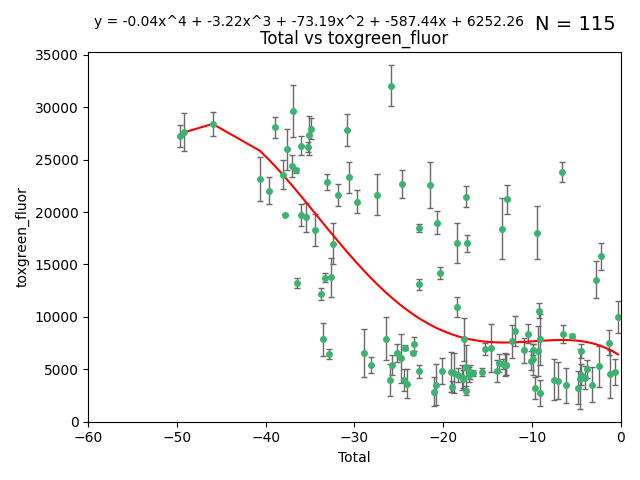 y = -0.04x^4 + -3.22x^3 + -73.19x^2 + -587.44x + 6252.26 N = 115
Total vs toxgreen_fluor
35000
30000
25000
20000
15000
10000
5000
0
toxgreen_fluor
−60 −50 −40 −30 −20 −10 0
Total